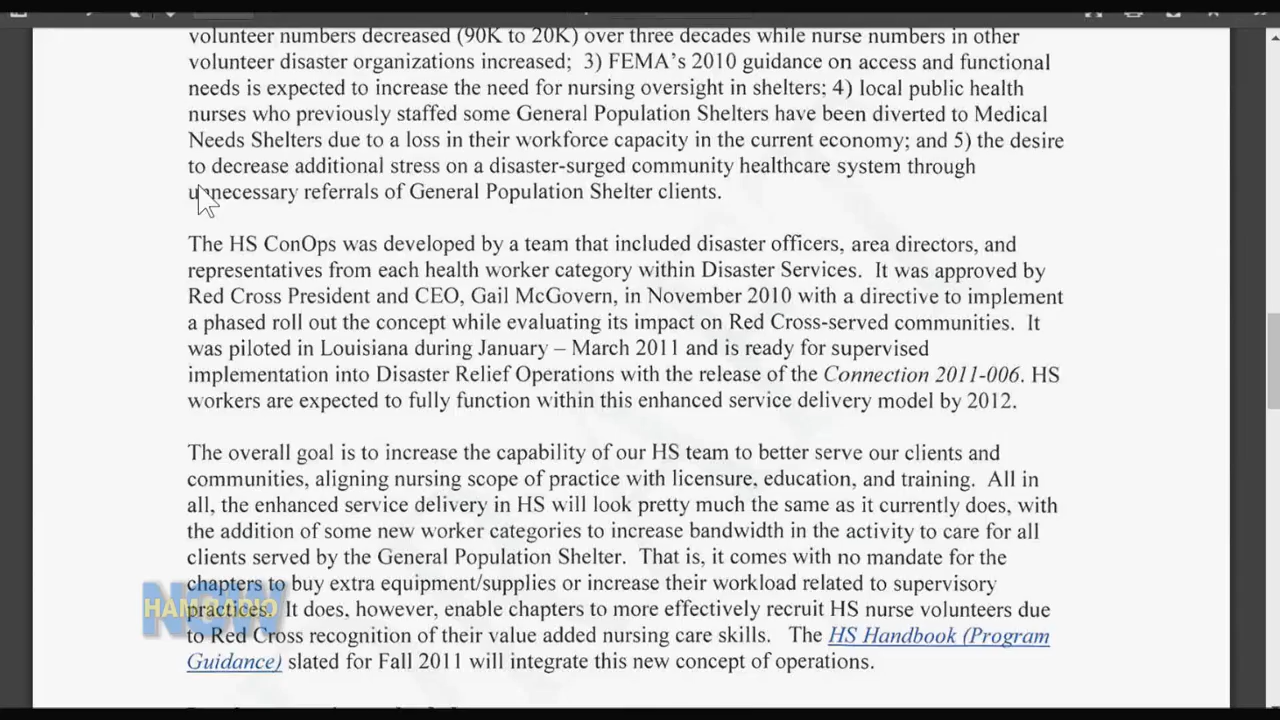 volunteer numbers decreased (90K to 20K) over three decades while nurse numbers in other
volunteer disaster organizations increased;  3) FEMA's 2010 guidance on access and functional
needs is expected to increase the need for nursing oversight in shelters; 4) local public health
nurses who previously staffed some General Population Shelters have been diverted to Medical
Needs Shelters due to a loss in their workforce capacity in the current economy; and 5) the desire
to decrease additional stress on a disaster-surged community healthcare system through
unnecessary referrals of General Population Shelter clients.
The HS ConOps was developed by a team that included disaster officers, area directors, and
representatives from each health worker category within Disaster Services.  It was approved by
Red Cross President and CEO, Gail McGovern, in November 2010 with a directive to implement
a phased roll out the concept while evaluating its impact on Red Cross-served communities.  It
was piloted in Louisiana during January – March 2011 and is ready for supervised
implementation into Disaster Relief Operations with the release of the Connection 2011-006. HS
workers are expected to fully function within this enhanced service delivery model by 2012.
The overall goal is to increase the capability of our HS team to better serve our clients and
communities, aligning nursing scope of practice with licensure, education, and training.  All in
all, the enhanced service delivery in HS will look pretty much the same as it currently does, with
the addition of some new worker categories to increase bandwidth in the activity to care for all
clients served by the General Population Shelter.  That is, it comes with no mandate for the
chapters to buy extra equipment/supplies or increase their workload related to supervisory
practices.  It does, however, enable chapters to more effectively recruit HS nurse volunteers due
to Red Cross recognition of their value added nursing care skills.   The HS Handbook (Program
Guidance) slated for Fall 2011 will integrate this new concept of operations.
HAM RADIO
NOW